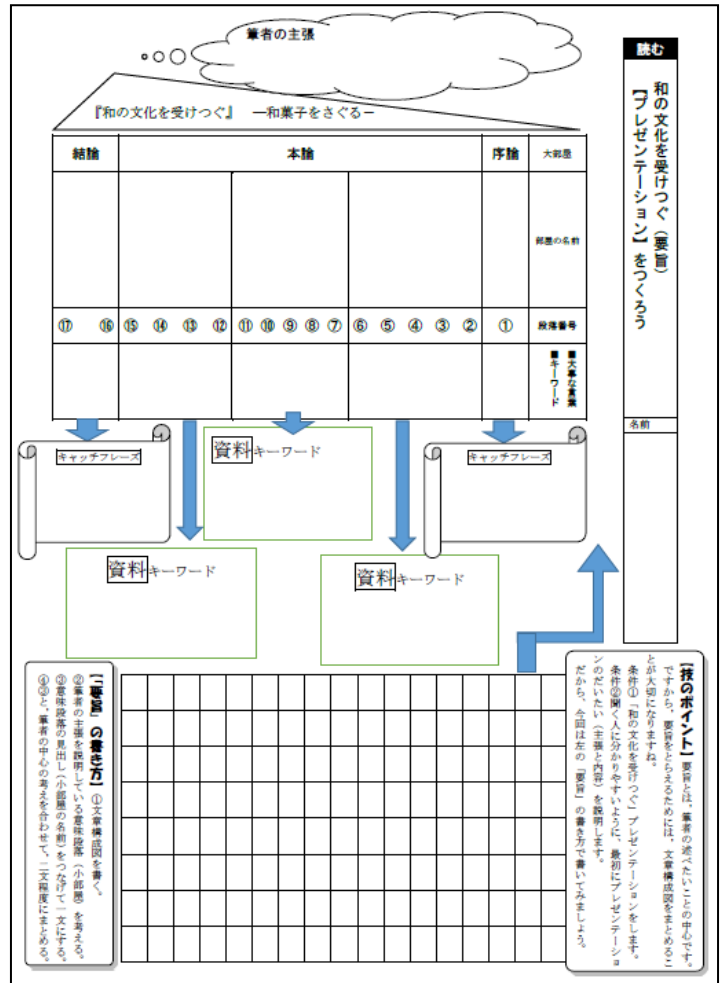 読む
和の文化を受けつぐ（要旨）
【プレゼンテーション】をつくろう
名前
筆者の主張
『和の文化を受けつぐ』　―和菓子をさぐる－
大部屋
序論
本論
結論
部屋の名前
段落番号
①
②
③
④
⑤
⑥
⑦
⑧
⑨
⑩
⑪
⑫
⑬
⑭
⑮
⑯
⑰
■大事な言葉
■キーワード
キャッチフレーズ
資料キーワード
資料キーワード
資料キーワード
キャッチフレーズ
【技のポイント】要旨とは、筆者の述べたいことの中心です。
ですから、要旨をとらえるためには、文章構成図をまとめるこ
とが大切になりますね。
条件①「和の文化を受けつぐ」プレゼンテーションをします。
条件②聞く人に分かりやすいように、最初にプレゼンテーショ
ンのだいたい（主張と内容）を説明します。
だから、今回は左の「要旨」の書き方で書いてみましょう。
【「要旨」の書き方】①文章構成図を書く。
②筆者の主張を説明している意味段落（小部屋）を考える。
③意味段落の見出し（小部屋の名前）をつなげて一文にする。
④③と、筆者の中心の考えを合わせて、二文程度にまとめる。